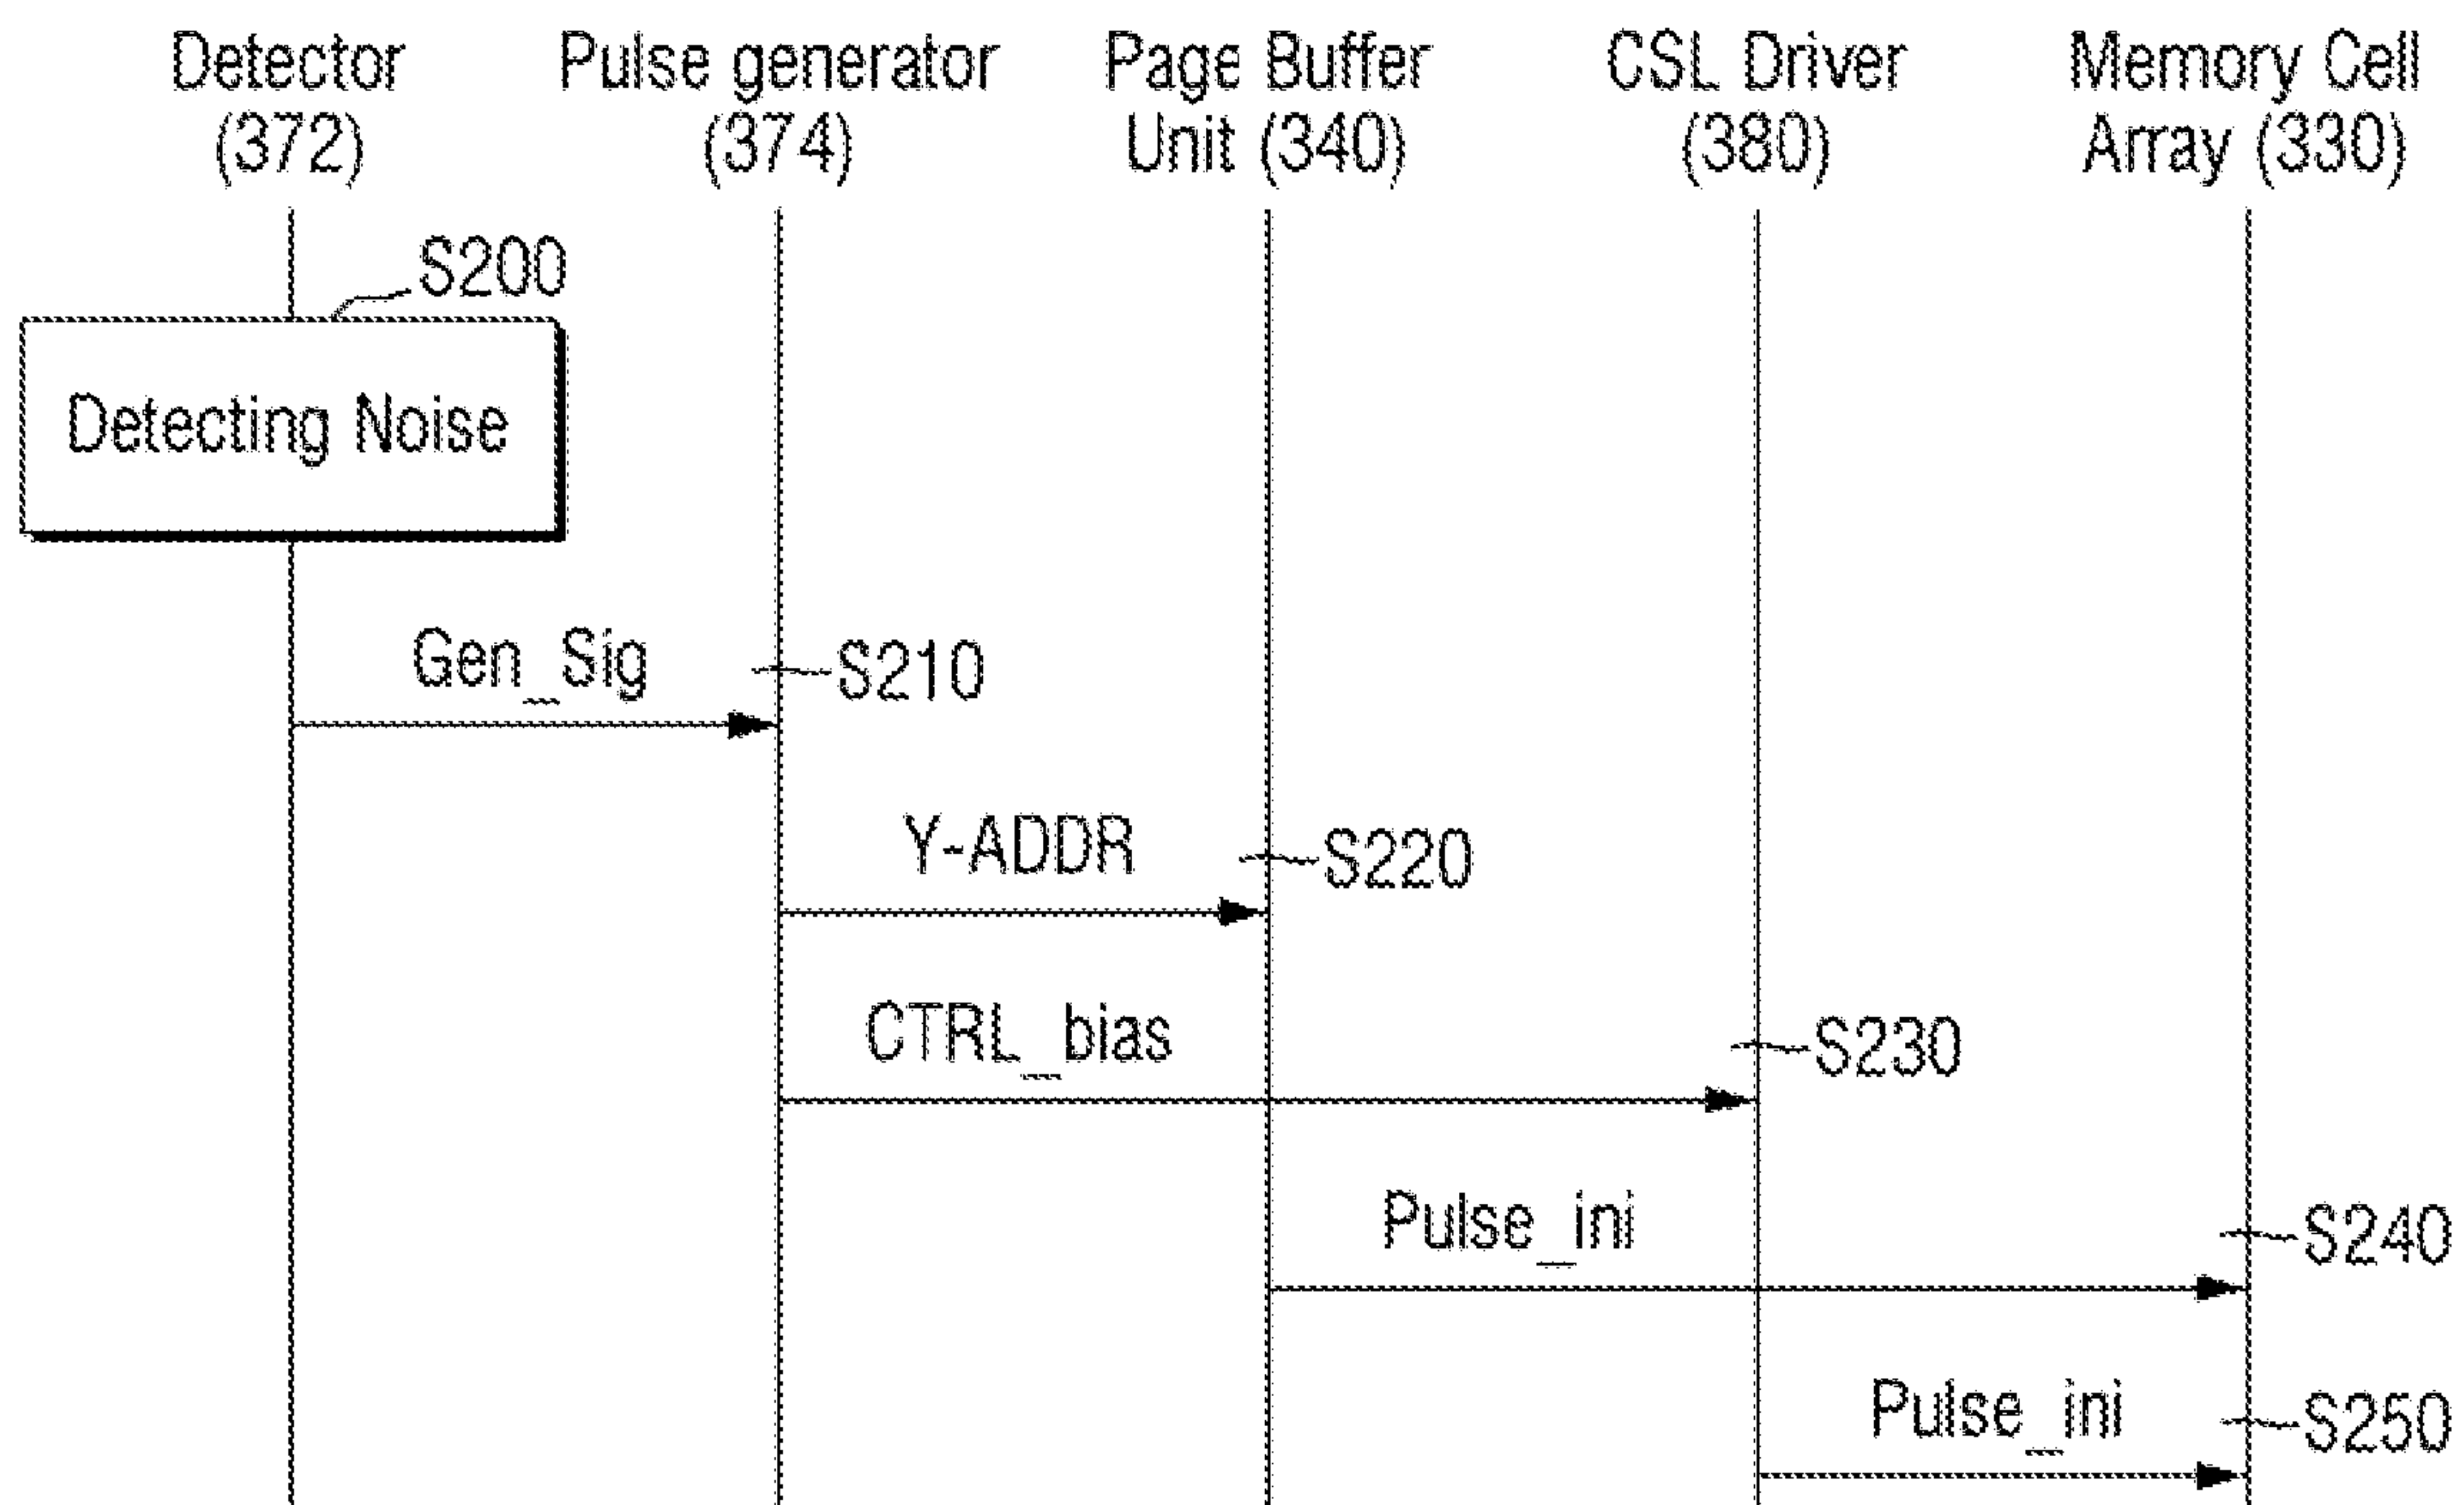 Detector
(372)
Pulse generator
(374)
Page Buffer
Unit (340)
CSL Driver
(380)
Memory Cell
Array (330)
S200
Detecting Noise
Gen_Sig
S210
Y-ADDR
S220
CTRL_bias
S230
Pulse_ini
S240
Pulse_ini
S250